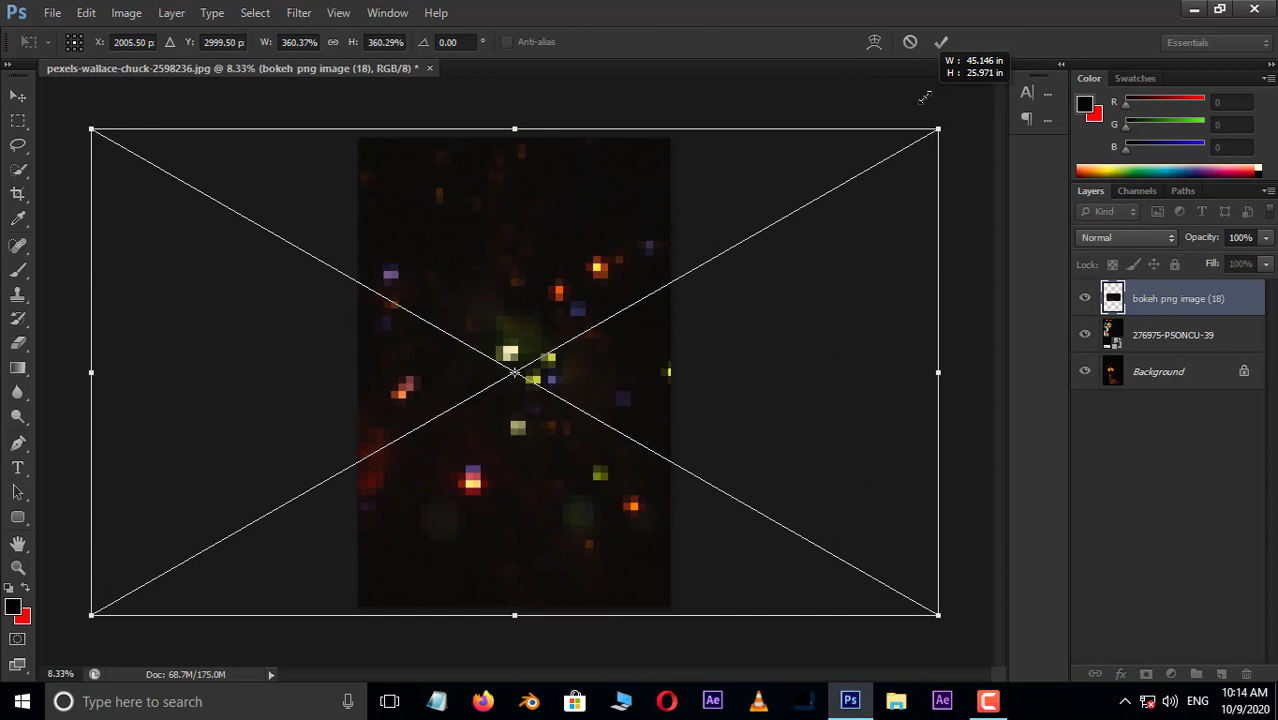 Ps File Edit Image Layer Type Select Filter View Window Help
X: 2005.50 p: Y: 2999.50 p: W: 360.37% H: 360.29% 0.00 ° Anti-alias Essentials
pexels-wallace-chuck-2598236.jpg @ 8.33% (bokeh png image (18), RGB/8) * ×
W : 45.146 in
H : 25.971 in
Color Swatches
R 0
G 0
B 0
Layers Channels Paths
Kind
Normal Opacity: 100%
Lock: Fill: 100%
bokeh png image (18)
276975-P5ONCU-39
Background
8.33% Doc: 68.7M/175.0M
Type here to search Ae Ps Ae ENG 10:14 AM
10/9/2020